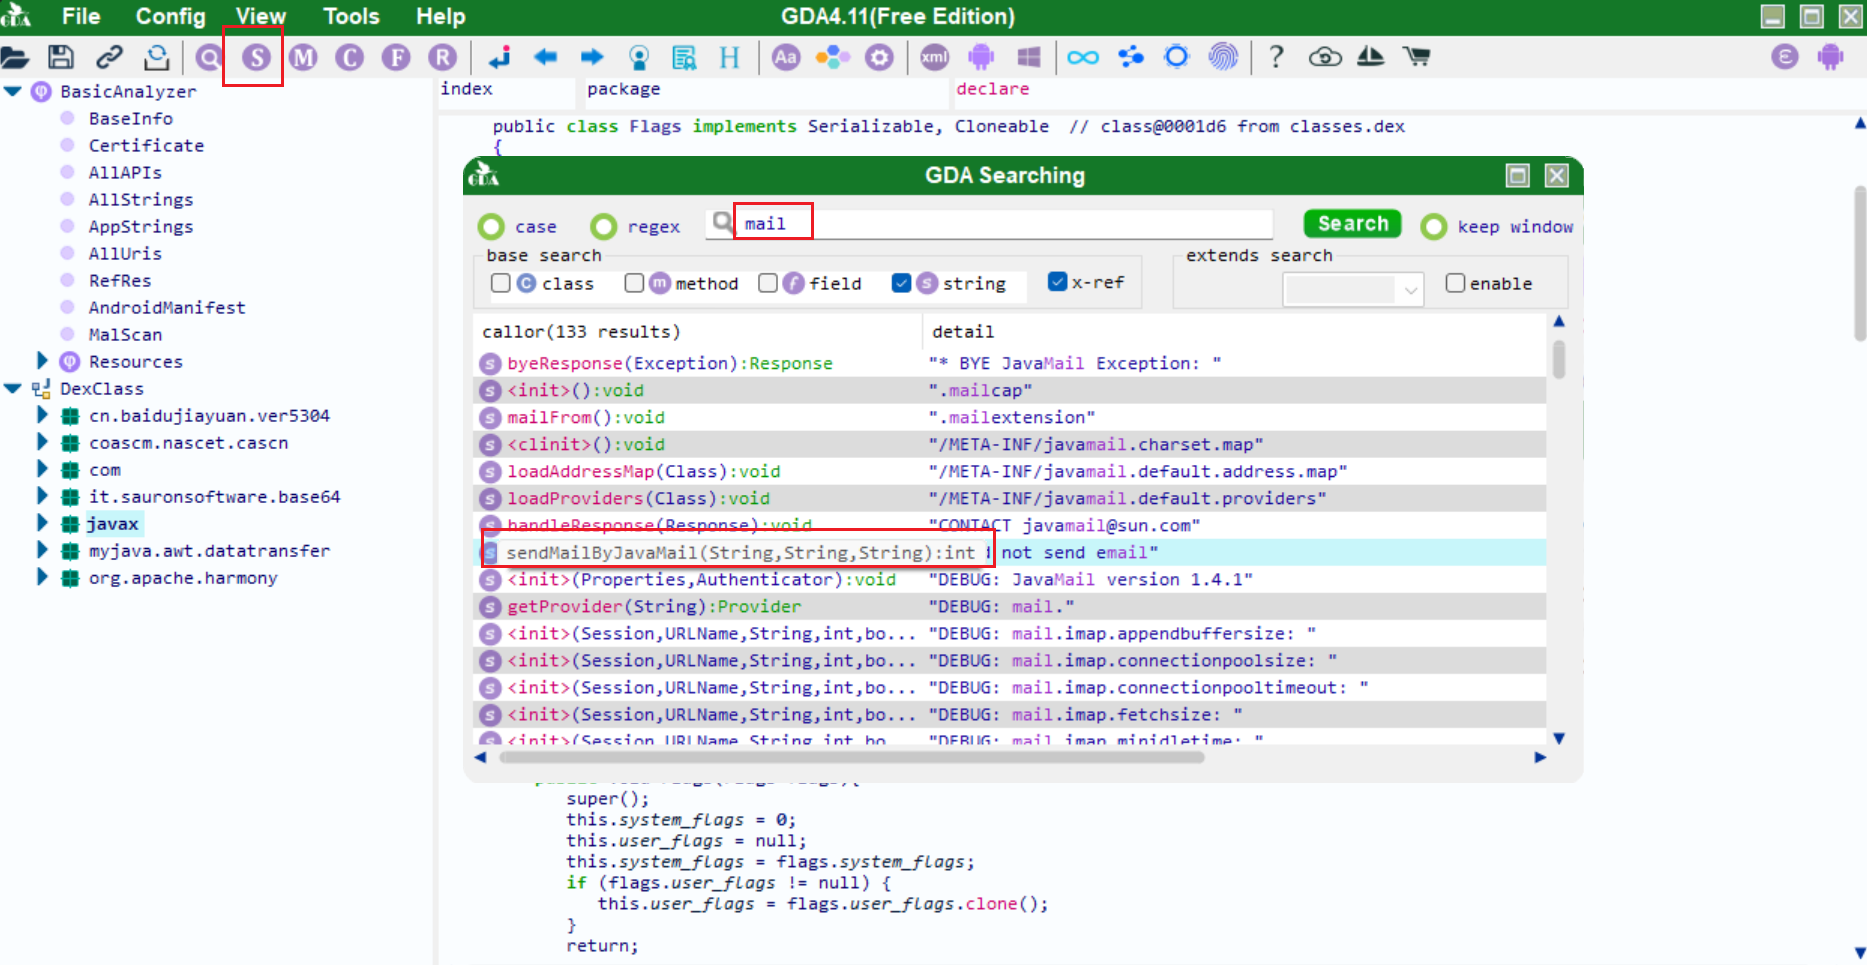 GDA File Config View Tools Help GDA4.11(Free Edition)
S M C F R H Aa xml ?
BasicAnalyzer
BaseInfo
Certificate
AllAPIs
AllStrings
AppStrings
AllUris
RefRes
AndroidManifest
MalScan
Resources
DexClass
cn.baidujiayuan.ver5304
coascm.nascet.cascn
com
it.sauronsoftware.base64
javax
myjava.awt.datatransfer
org.apache.harmony
index package declare
public class Flags implements Serializable, Cloneable // class@0001d6 from classes.dex
{
GDA GDA Searching
case regex mail Search keep window
base search extends search
C class m method f field s string x-ref enable
callor(133 results) detail
s byeResponse(Exception):Response "* BYE JavaMail Exception: "
s <init>():void ".mailcap"
s mailFrom():void ".mailextension"
s <clinit>():void "/META-INF/javamail.charset.map"
s loadAddressMap(Class):void "/META-INF/javamail.default.address.map"
s loadProviders(Class):void "/META-INF/javamail.default.providers"
s handleResponse(Response):void "CONTACT javamail@sun.com"
s sendMailByJavaMail(String,String,String):int d not send email"
s <init>(Properties,Authenticator):void "DEBUG: JavaMail version 1.4.1"
s getProvider(String):Provider "DEBUG: mail."
s <init>(Session,URLName,String,int,bo... "DEBUG: mail.imap.appendbuffersize: "
s <init>(Session,URLName,String,int,bo... "DEBUG: mail.imap.connectionpoolsize: "
s <init>(Session,URLName,String,int,bo... "DEBUG: mail.imap.connectionpooltimeout: "
s <init>(Session,URLName,String,int,bo... "DEBUG: mail.imap.fetchsize: "
s <init>(Session,URLName,String,int,bo... "DEBUG: mail.imap.minidletime: "
super();
this.system_flags = 0;
this.user_flags = null;
this.system_flags = flags.system_flags;
if (flags.user_flags != null) {
this.user_flags = flags.user_flags.clone();
}
return;